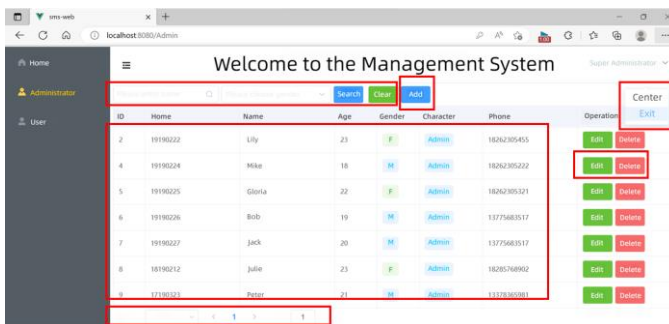 sms-web
localhost:8080/Admin
Home
Welcome to the Management System
Super Administrator
Administrator
Search Clear Add
Center
Exit
User
ID Home Name Age Gender Character Phone Operation
2 19190222 Lily 23 F Admin 18262305455 Edit Delete
4 19190224 Mike 18 M Admin 18262305222 Edit Delete
5 19190225 Gloria 22 F Admin 18262305321 Edit Delete
6 19190226 Bob 19 M Admin 13775683517 Edit Delete
7 19190227 Jack 20 M Admin 13775683517 Edit Delete
8 18190212 Julie 23 F Admin 18285768902 Edit Delete
9 17190323 Peter 21 M Admin 13378365981 Edit Delete
1 1